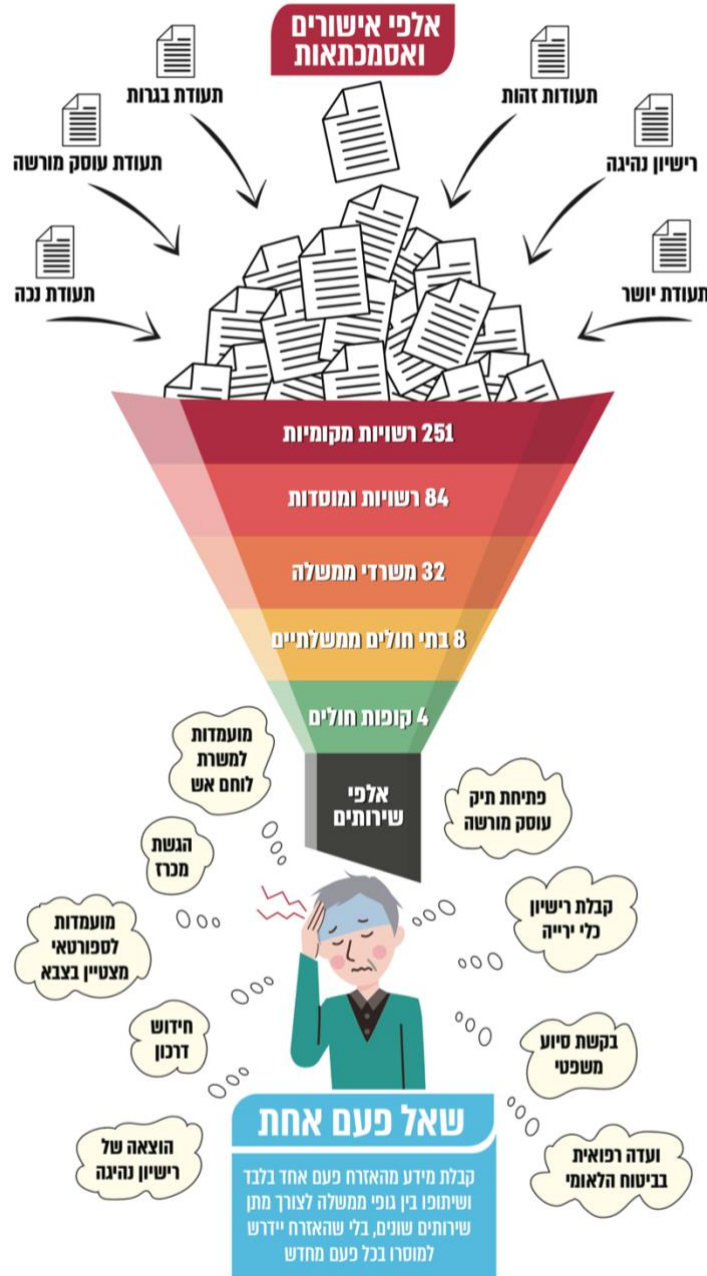 אלפי אישורים
ואסמכתאות
תעודות זהות
תעודת בגרות
רישיון נהיגה
תעודת עוסק מורשה
תעודת יושר
תעודת נכה
251 רשויות מקומיות
84 רשויות ומוסדות
32 משרדי ממשלה
8 בתי חולים ממשלתיים
4 קופות חולים
אלפי
שירותים
פתיחת תיק
עוסק מורשה
קבלת רישיון
כלי ירייה
בקשת סיוע
משפטי
ועדה רפואית
בביטוח הלאומי
מועמדות
למשרת
לוחם אש
הגשת
מכרז
מועמדות
לספורטאי
מצטיין בצבא
חידוש
דרכון
הוצאה של
רישיון נהיגה
שאל פעם אחת
קבלת מידע מהאזרח פעם אחד בלבד
ושיתופו בין גופי ממשלה לצורך מתן
שירותים שונים, בלי שהאזרח יידרש
למוסרו בכל פעם מחדש